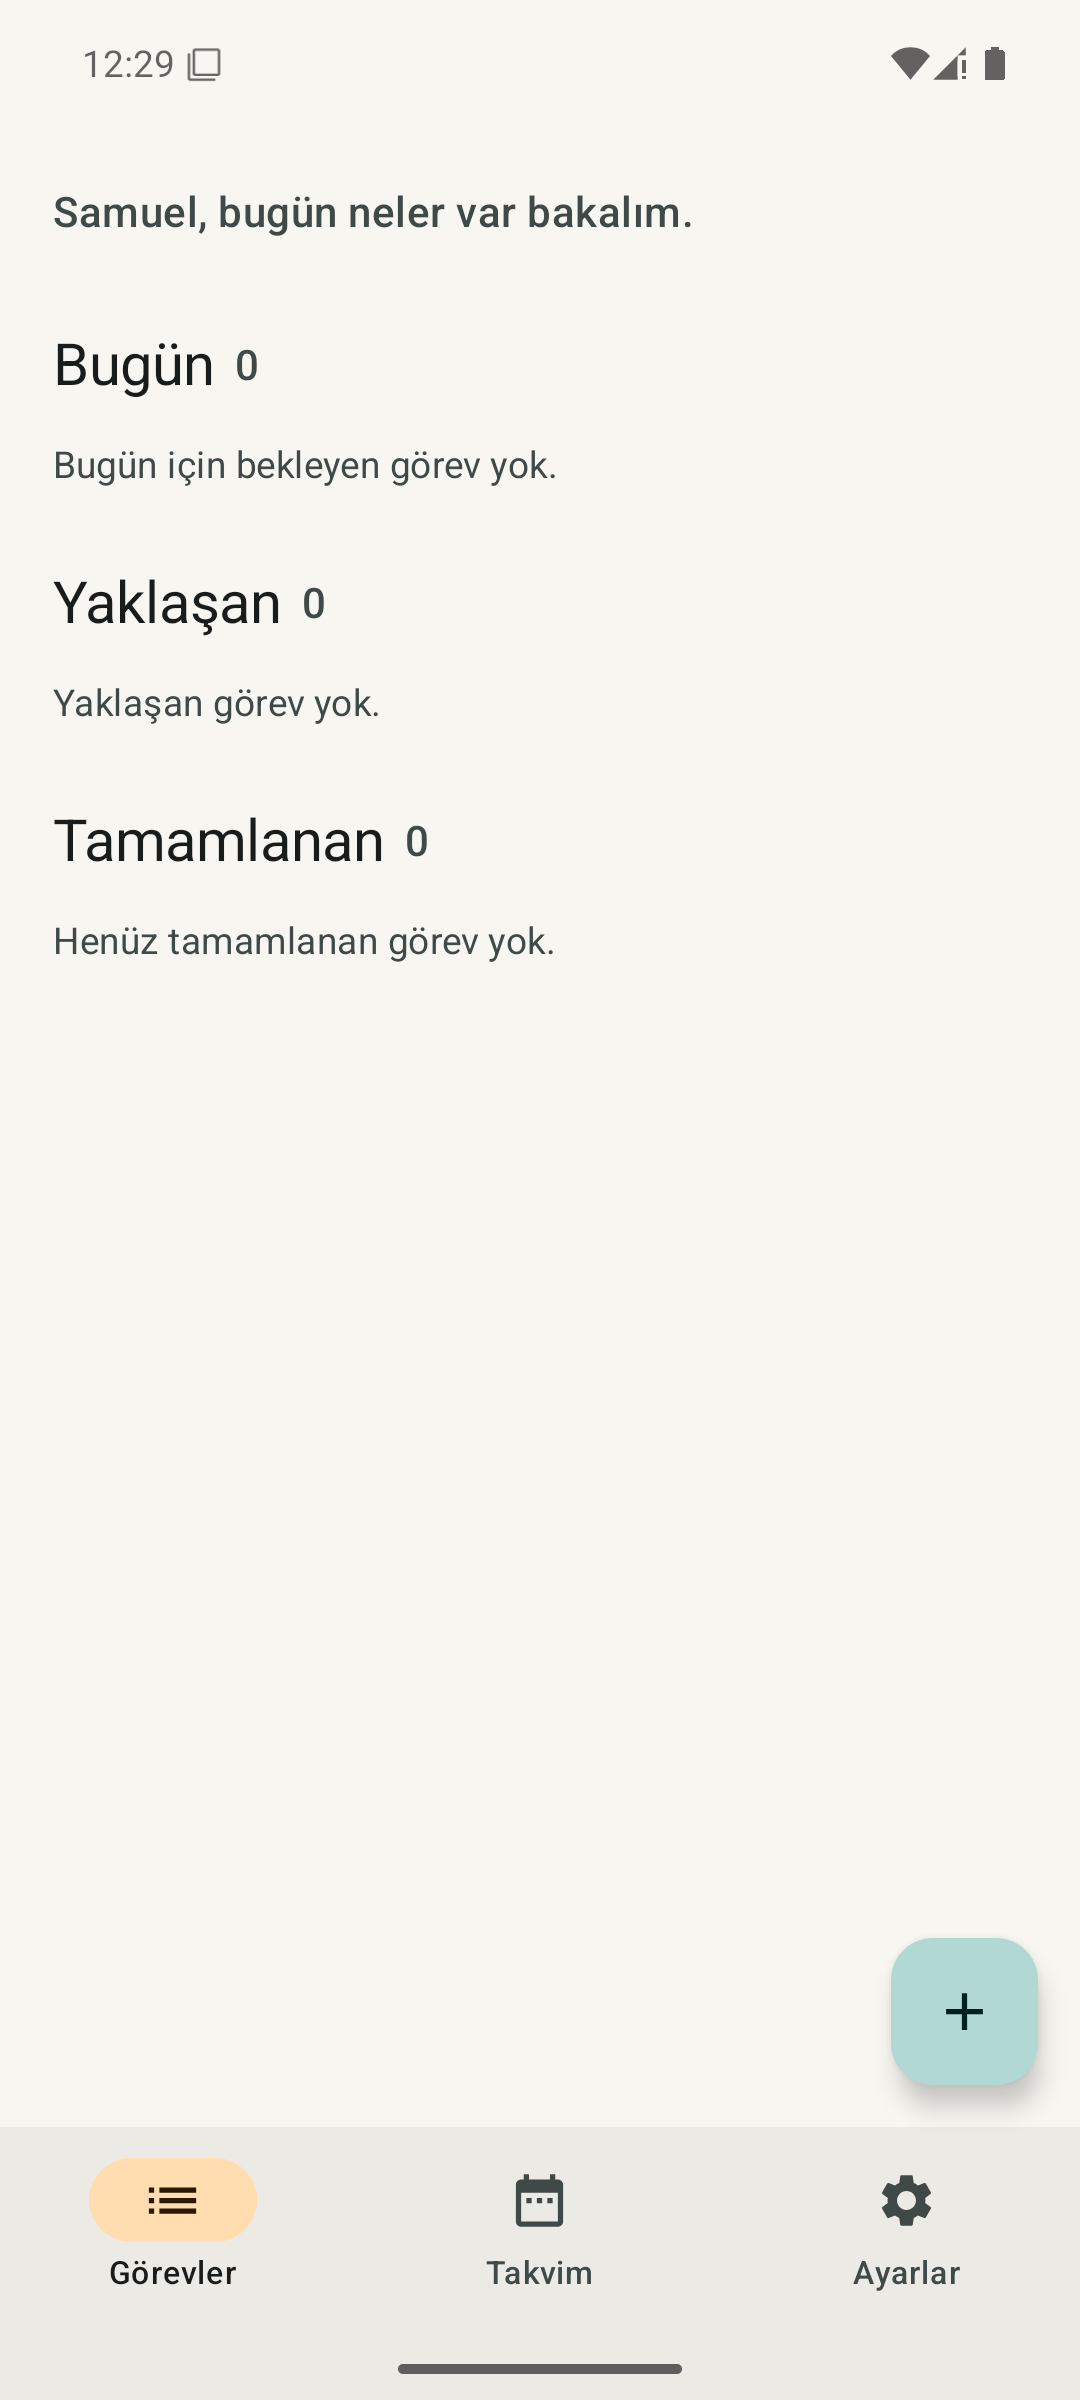 12:29
Samuel, bugün neler var bakalım.
Bugün 0
Bugün için bekleyen görev yok.
Yaklaşan 0
Yaklaşan görev yok.
Tamamlanan 0
Henüz tamamlanan görev yok.
Görevler
Takvim
Ayarlar